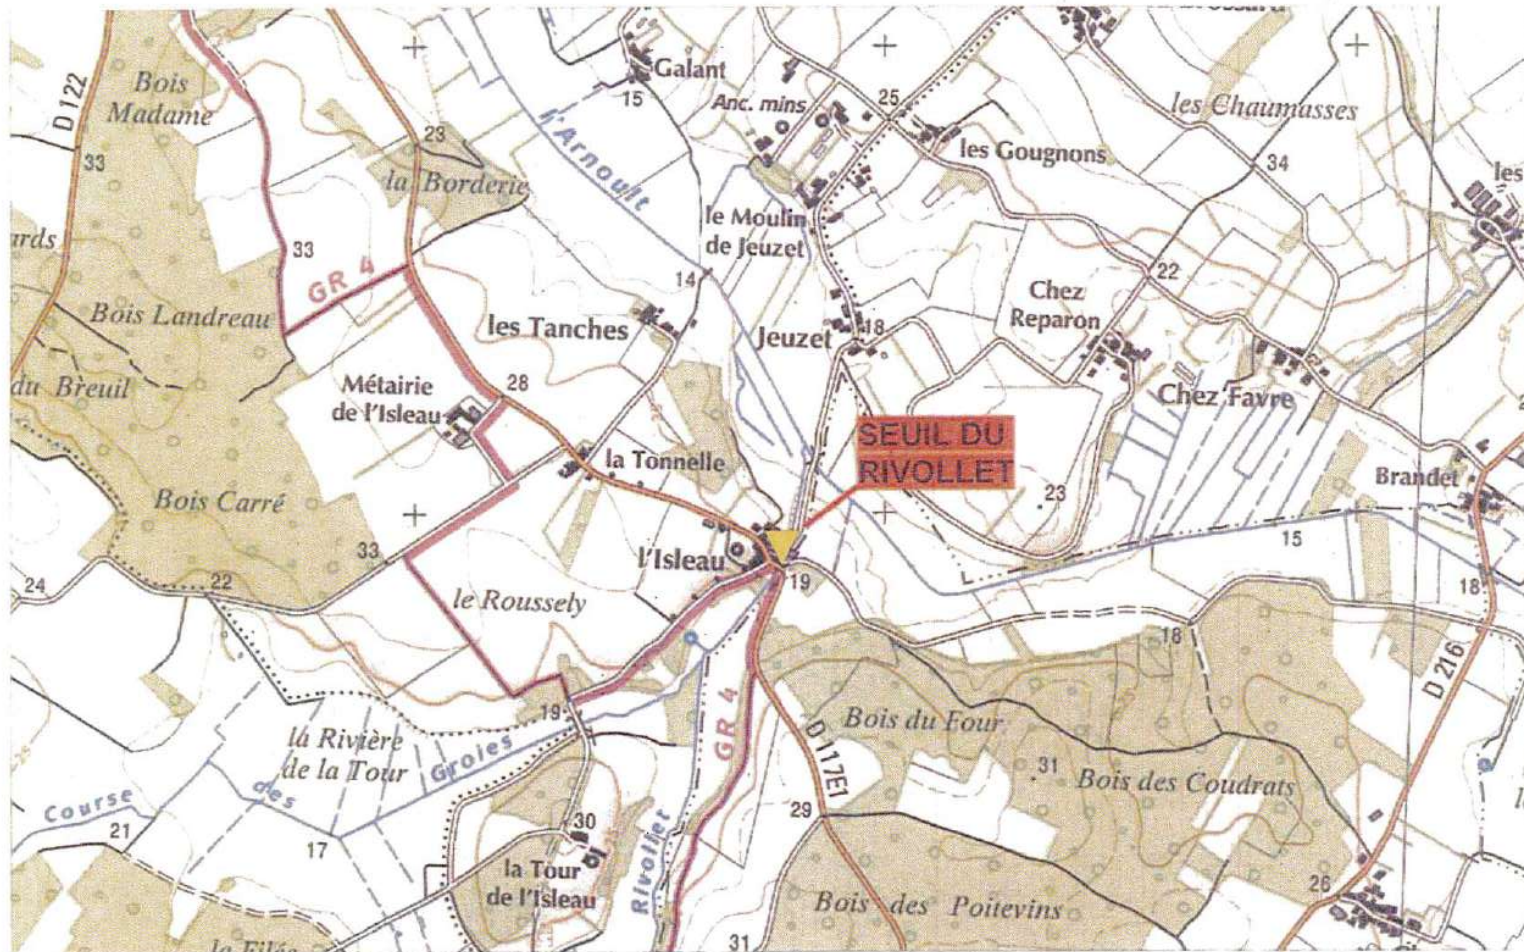 Bois
Madame
D 122
33
23
la Borderie
33
GR 4
ards
Bois Landreau
du Breuil
Métairie
de l'Isleau
28
Bois Carré
33
24
22
le Roussely
Galant
15
l'Arnoult
Anc. mins
25
les Gougnons
les Chaumasses
34
les
le Moulin
de Jeuzet
14
les Tanches
Jeuzet
18
Chez
Reparon
22
Chez Favre
SEUIL DU
RIVOLLET
la Tonnelle
23
Brandet
l'Isleau
19
15
18
18
D 216
19
la Rivière
de la Tour
Groies
des
Course
21
17
30
la Tour
de l'Isleau
Rivollet
GR 4
D 117E1
Bois du Four
31
Bois des Coudrats
29
Bois des Poitevins
26
31